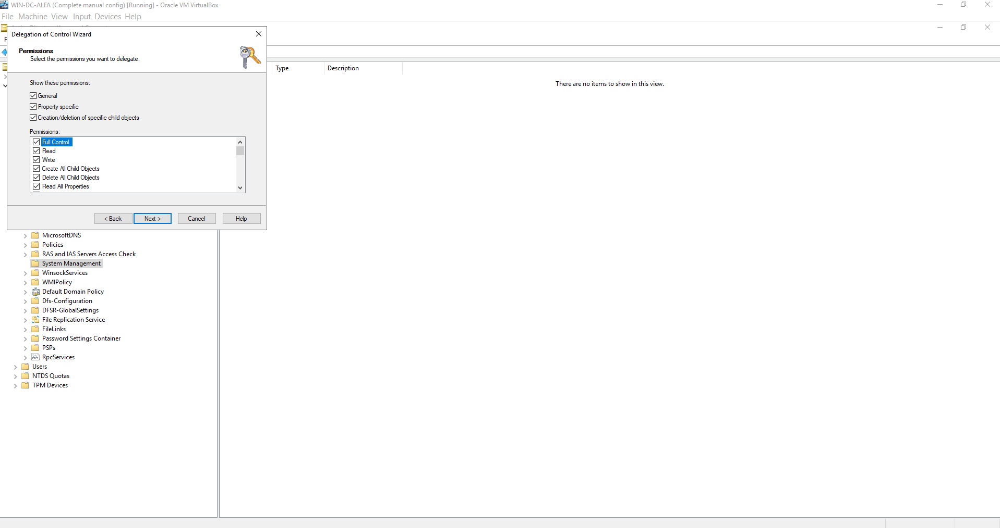 WIN-DC-ALFA (Complete manual config) [Running] - Oracle VM VirtualBox
File Machine View Input Devices Help
Delegation of Control Wizard
Permissions
Select the permissions you want to delegate.
Show these permissions:
General
Property-specific
Creation/deletion of specific child objects
Permissions:
Full Control
Read
Write
Create All Child Objects
Delete All Child Objects
Read All Properties
< Back Next > Cancel Help
Type Description
There are no items to show in this view.
MicrosoftDNS
Policies
RAS and IAS Servers Access Check
System Management
WinsockServices
WMIPolicy
Default Domain Policy
Dfs-Configuration
DFSR-GlobalSettings
File Replication Service
FileLinks
Password Settings Container
PSPs
RpcServices
Users
NTDS Quotas
TPM Devices